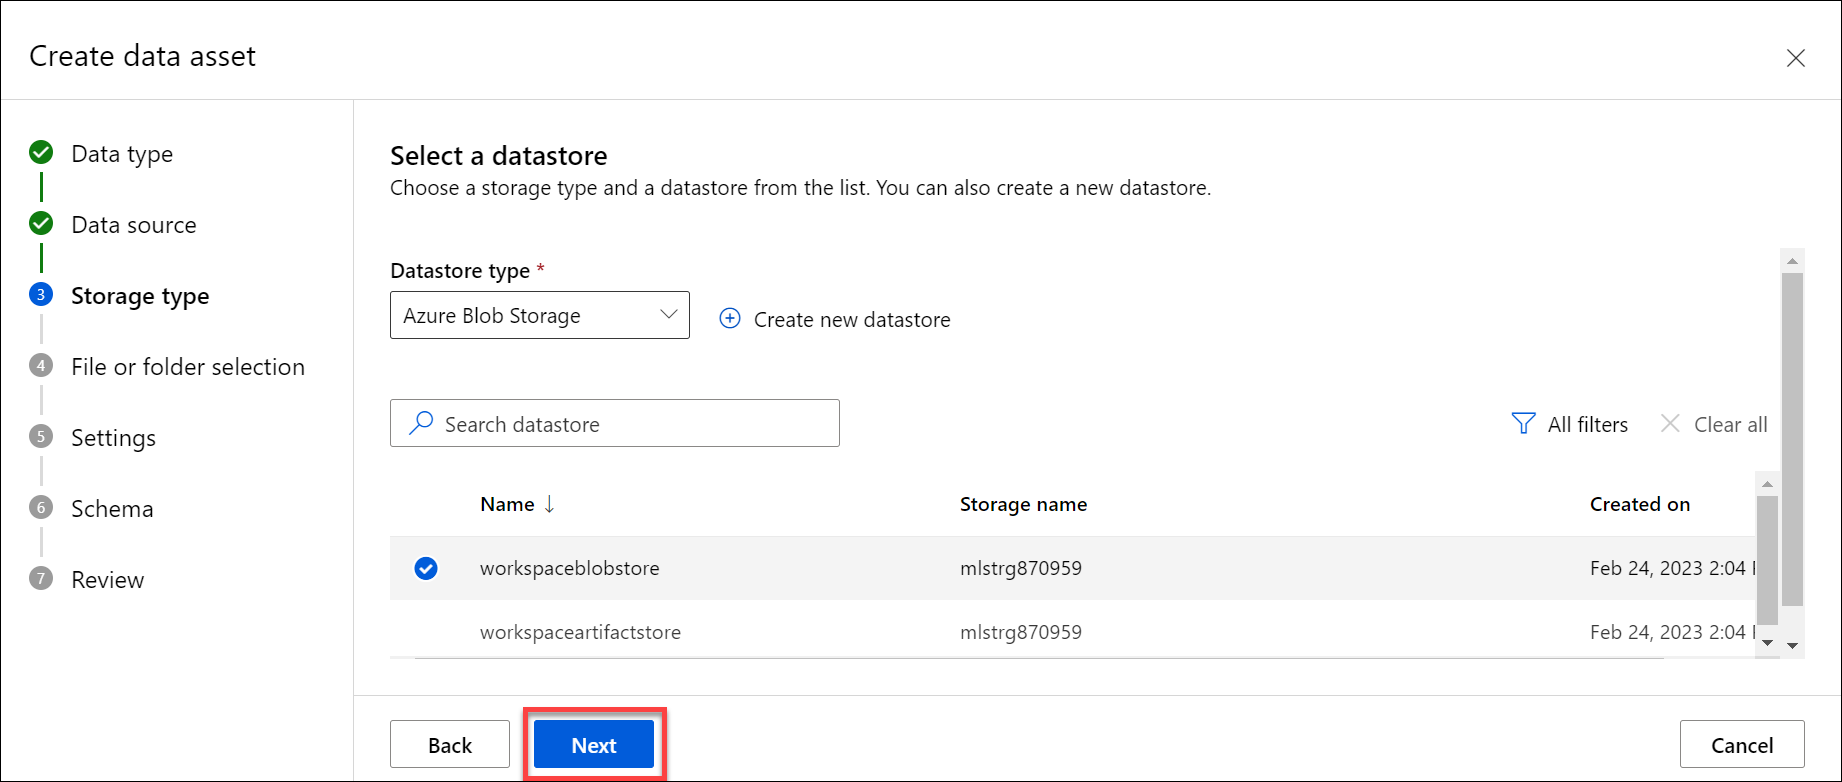 Create data asset
Data type
Data source
3 Storage type
4 File or folder selection
5 Settings
6 Schema
7 Review
Select a datastore
Choose a storage type and a datastore from the list. You can also create a new datastore.
Datastore type *
Azure Blob Storage
Create new datastore
Search datastore
All filters
Clear all
Name ↓ Storage name Created on
workspaceblobstore mlstrg870959 Feb 24, 2023 2:04
workspaceartifactstore mlstrg870959 Feb 24, 2023 2:04
Back
Next
Cancel